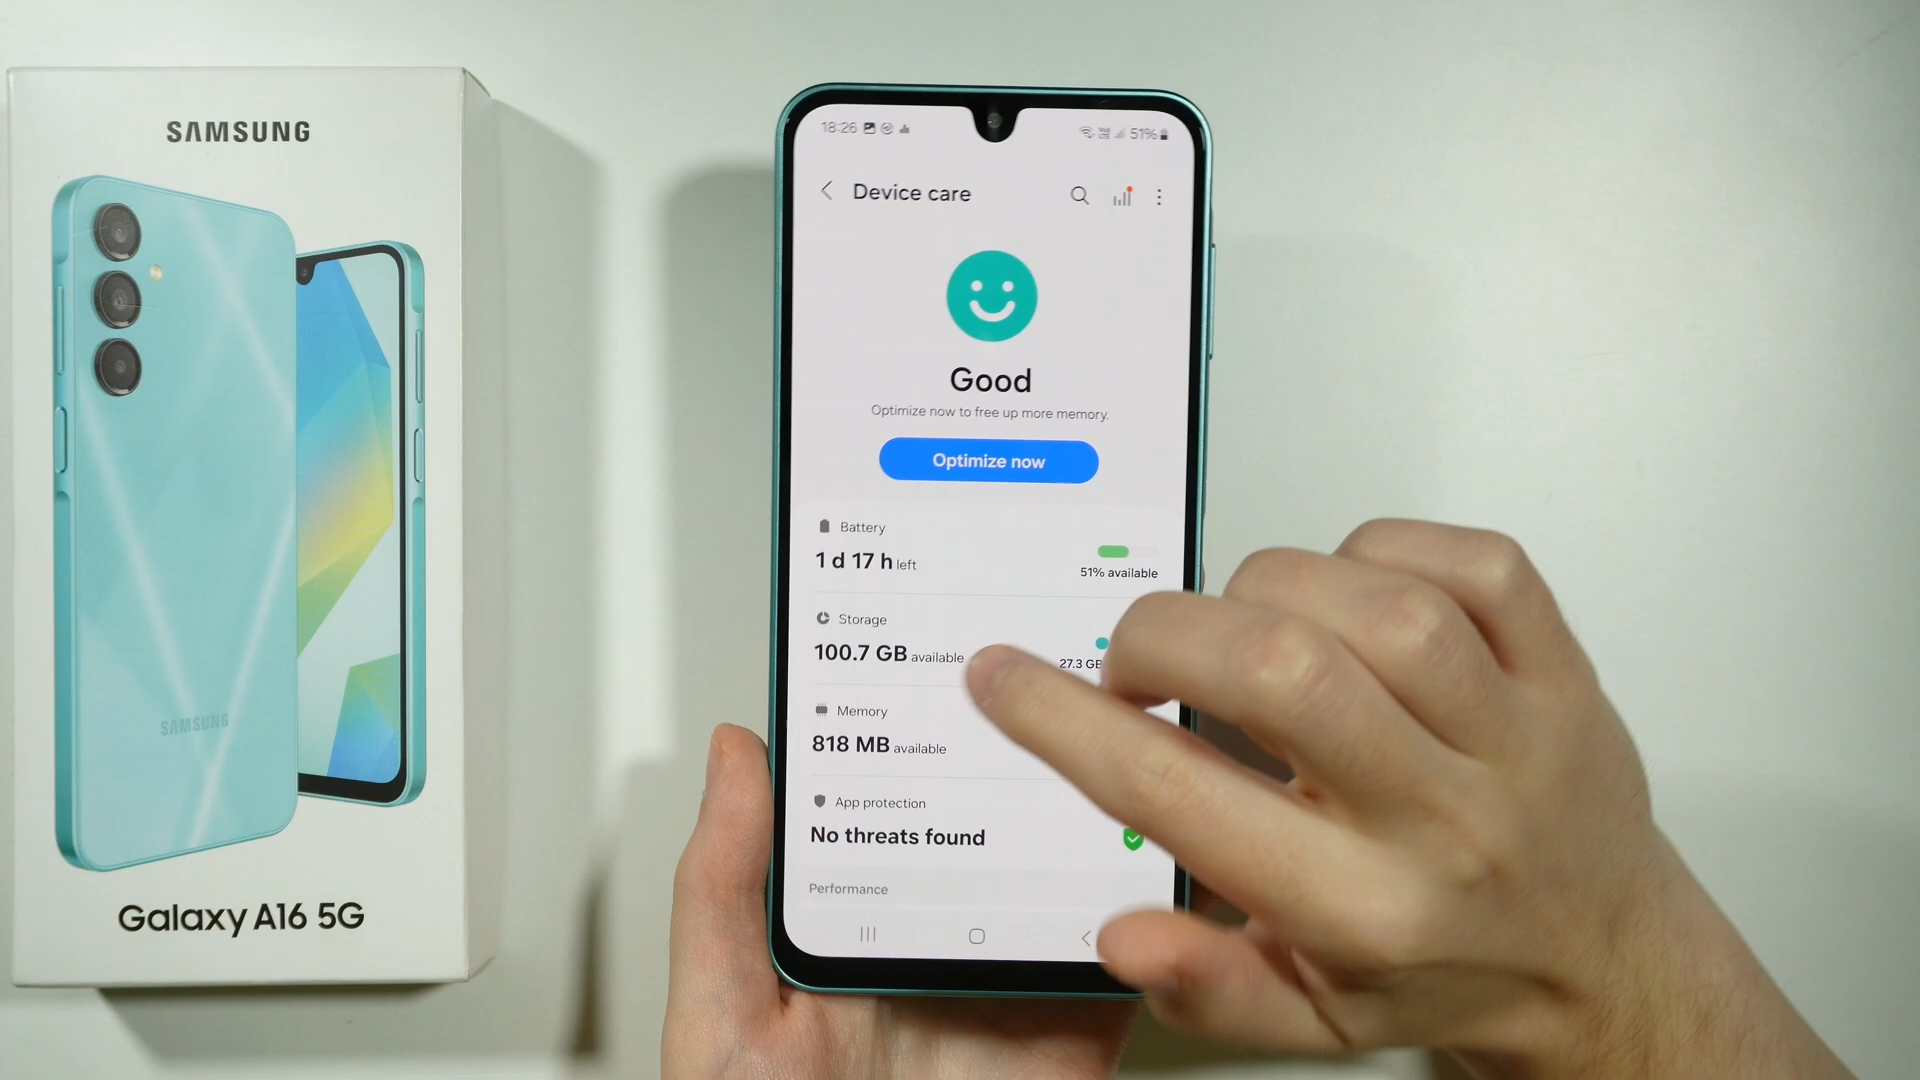 SAMSUNG
SAMSUNG
Galaxy A16 5G
18:26
51%
Device care
Good
Optimize now to free up more memory.
Optimize now
Battery
1 d 17 h left
51% available
Storage
100.7 GB available
27.3 GB
Memory
818 MB available
App protection
No threats found
Performance